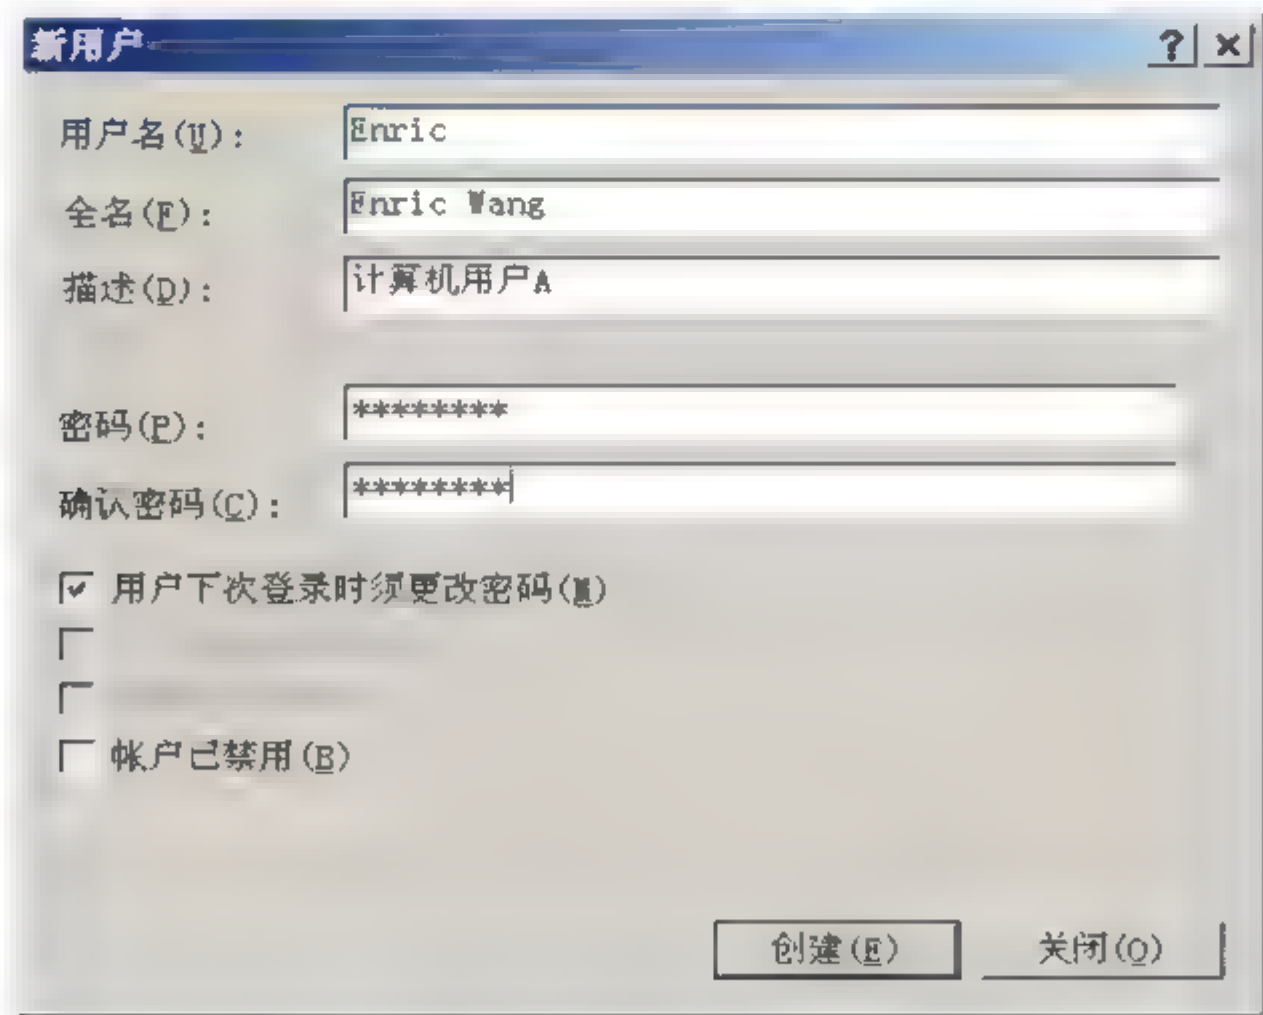 新用户
用户名(U): Enric
全名(F): Enric Wang
描述(D): 计算机用户A
密码(P): ********
确认密码(C): ********
用户下次登录时须更改密码(M)
帐户已禁用(B)
创建(E) 关闭(O)